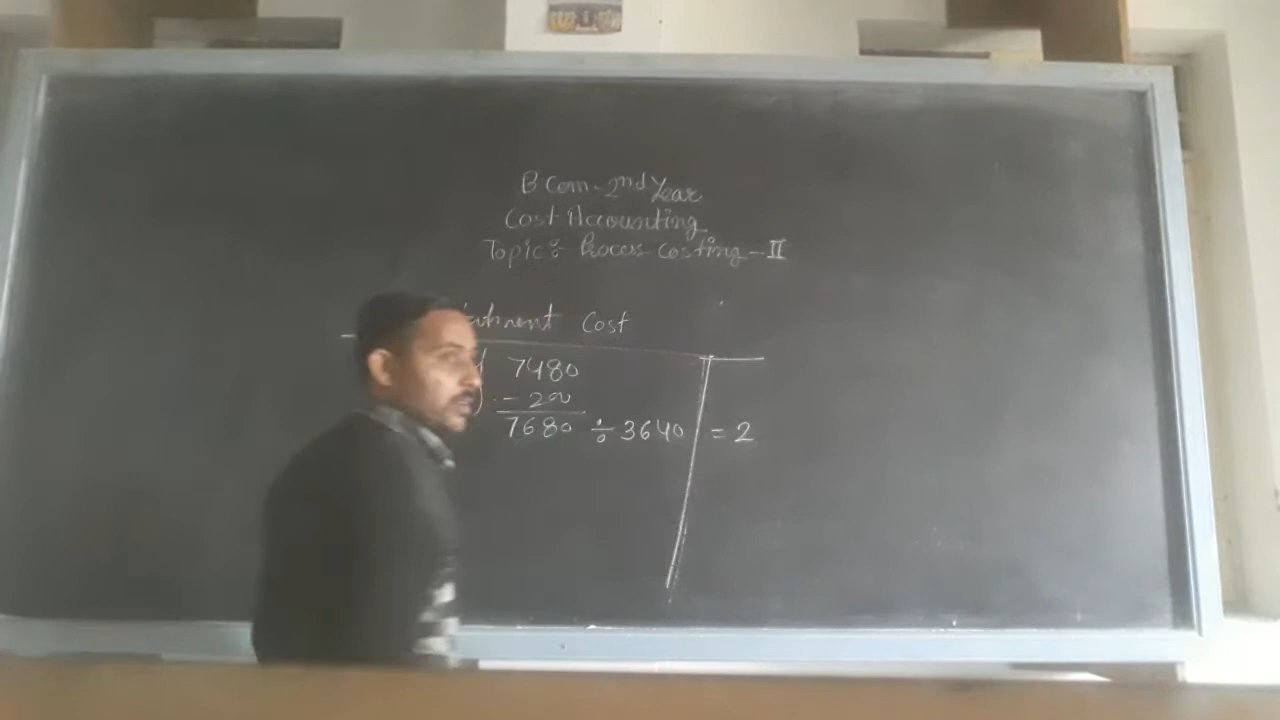 B Com. 2nd Year
Cost Accounting
Topic: Process Costing - II
Cost
7480
- 200
7680 ÷ 3640 = 2